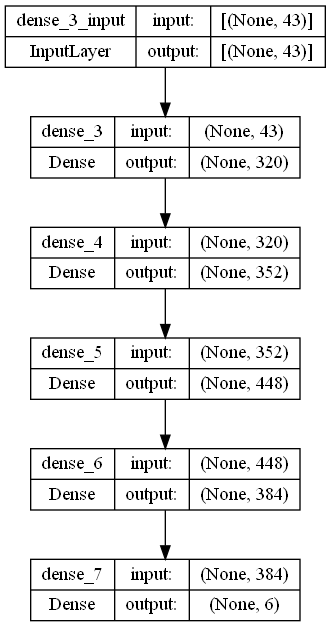 dense_3_input input: [(None, 43)]
InputLayer output: [(None, 43)]
dense_3 input: (None, 43)
Dense output: (None, 320)
dense_4 input: (None, 320)
Dense output: (None, 352)
dense_5 input: (None, 352)
Dense output: (None, 448)
dense_6 input: (None, 448)
Dense output: (None, 384)
dense_7 input: (None, 384)
Dense output: (None, 6)